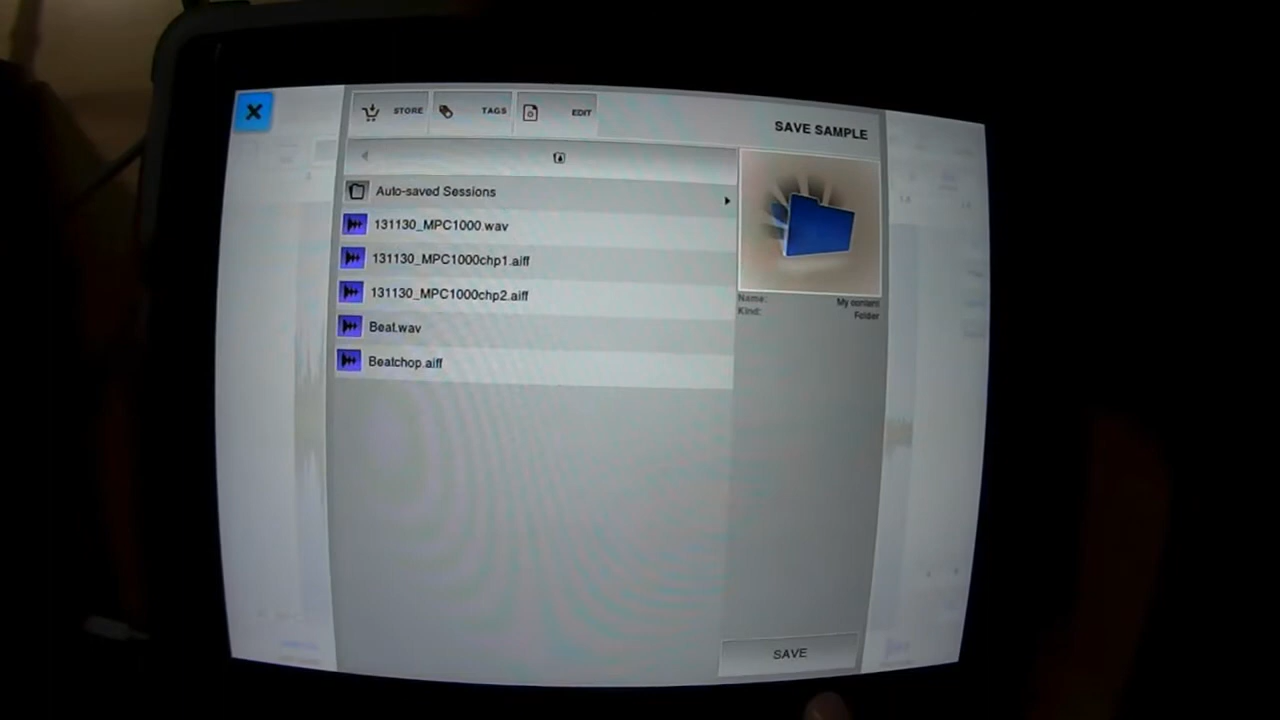 STORE TAGS EDIT
SAVE SAMPLE
Auto-saved Sessions
131130_MPC1000.wav
131130_MPC1000chp1.aiff
131130_MPC1000chp2.aiff
Beat.wav
Beatchop.aiff
Name: My content
Kind: Folder
SAVE